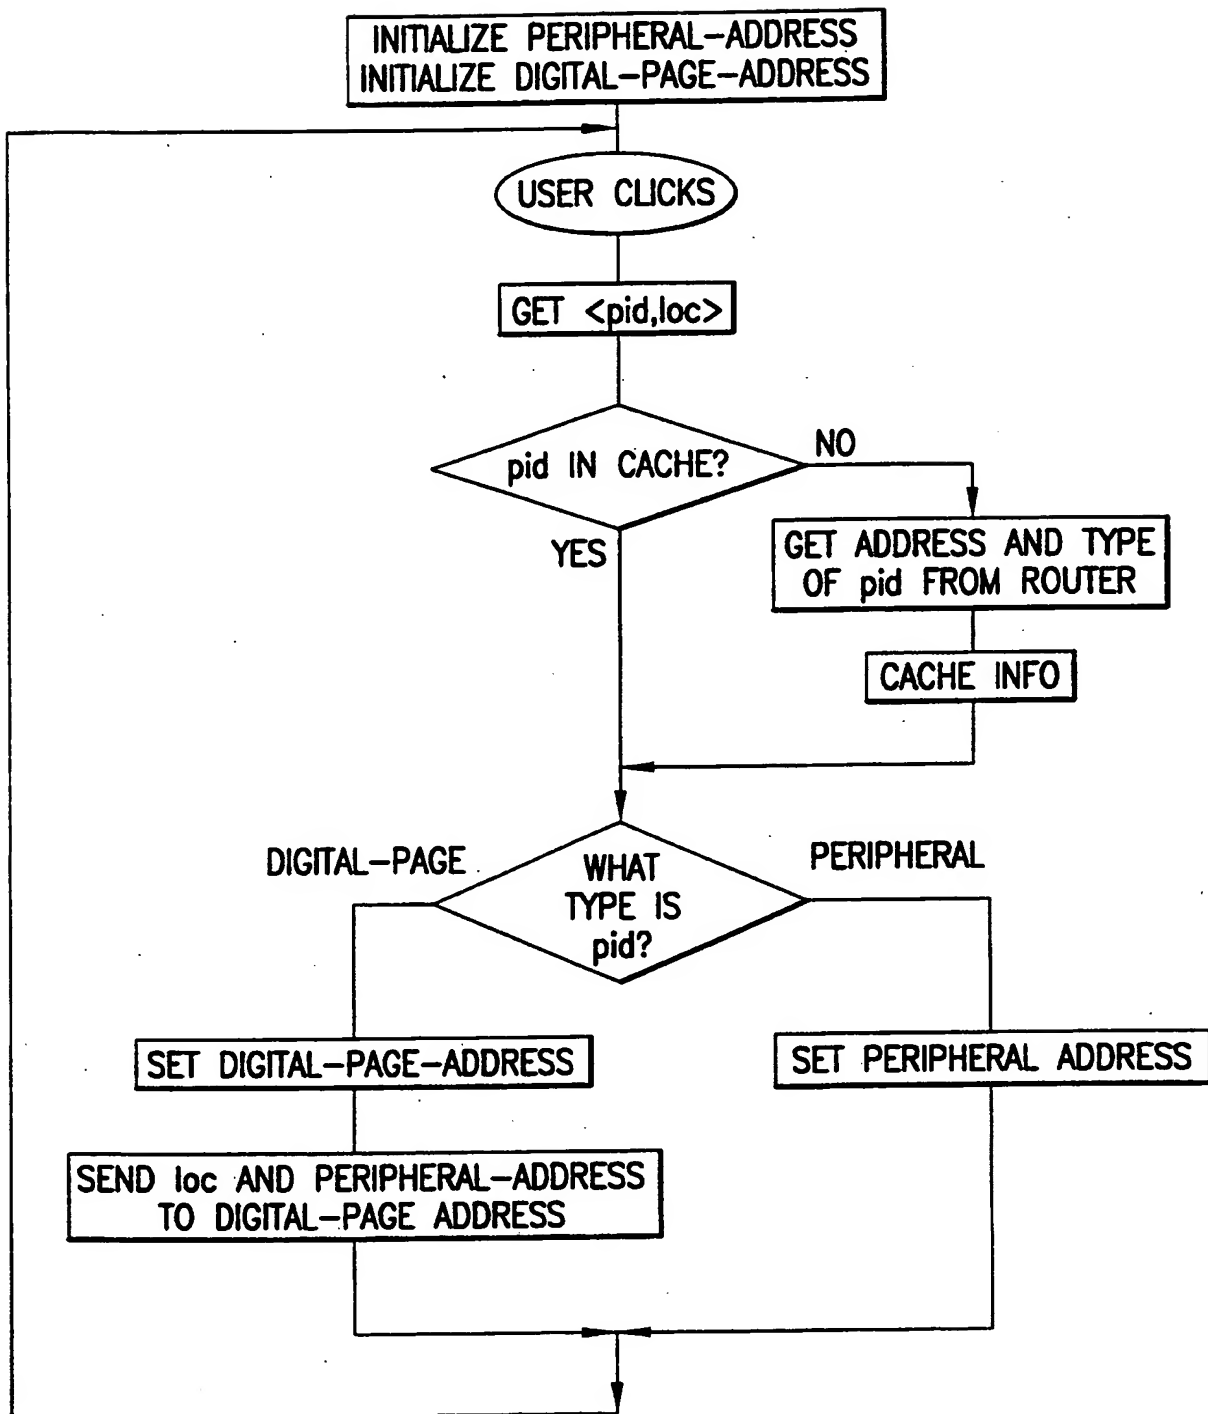 INITIALIZE PERIPHERAL-ADDRESS
INITIALIZE DIGITAL-PAGE-ADDRESS
USER CLICKS
GET <pid,loc>
pid IN CACHE?
NO
YES
GET ADDRESS AND TYPE
OF pid FROM ROUTER
CACHE INFO
DIGITAL-PAGE
WHAT
TYPE IS
pid?
PERIPHERAL
SET DIGITAL-PAGE-ADDRESS
SET PERIPHERAL ADDRESS
SEND loc AND PERIPHERAL-ADDRESS
TO DIGITAL-PAGE ADDRESS